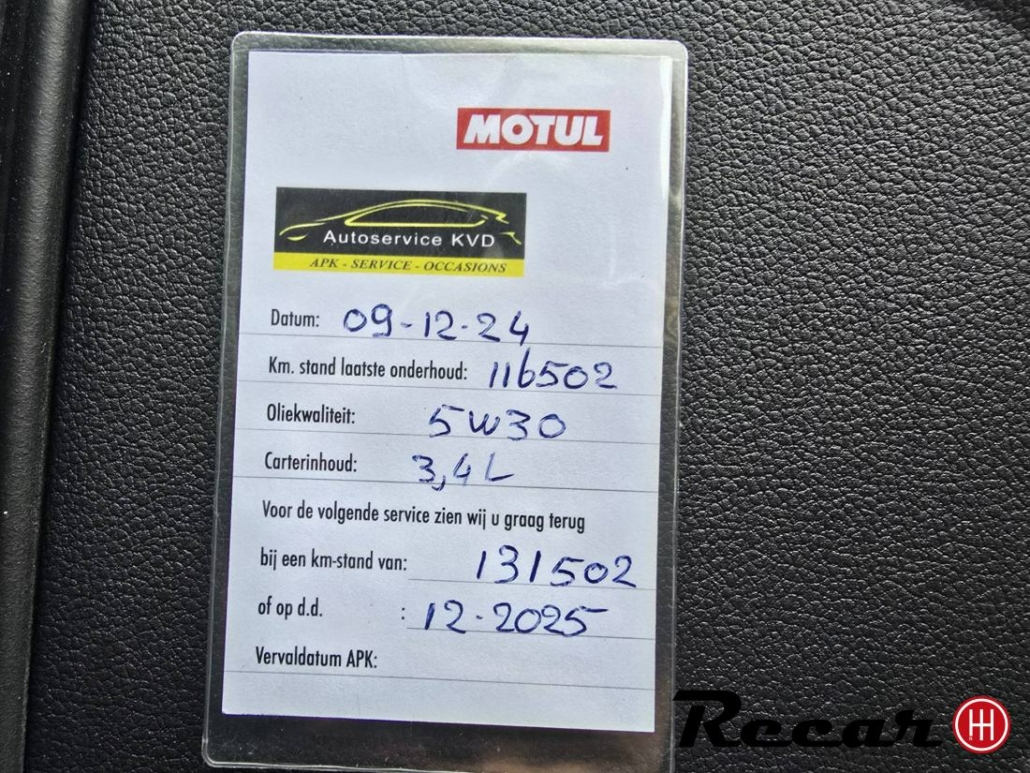 MOTUL
Autoservice KVD
APK - SERVICE - OCCASIONS
Datum: 09-12-24
Km. stand laatste onderhoud: 116502
Oliekwaliteit: 5W30
Carterinhoud: 3,4L
Voor de volgende service zien wij u graag terug
bij een km-stand van: 131502
of op d.d. : 12-2025
Vervaldatum APK:
Recar